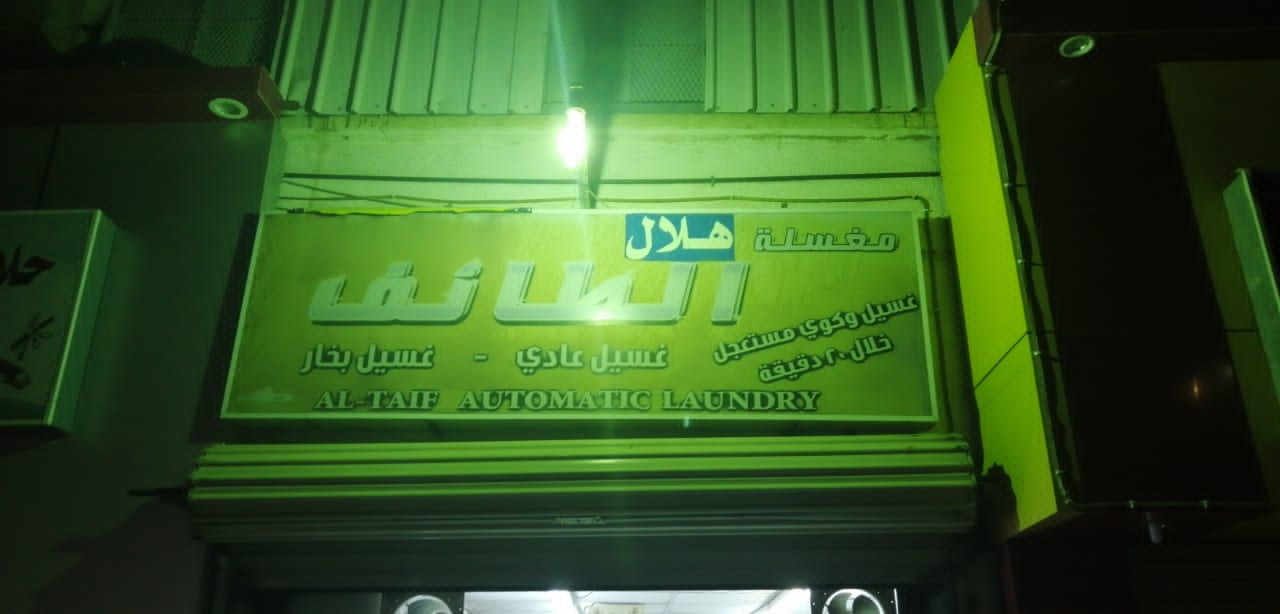 مغسلة هلال
الطائف
غسيل وكوي مستعجل
خلال ٢٠ دقيقة
غسيل عادي - غسيل بخار
AL-TAIF AUTOMATIC LAUNDRY